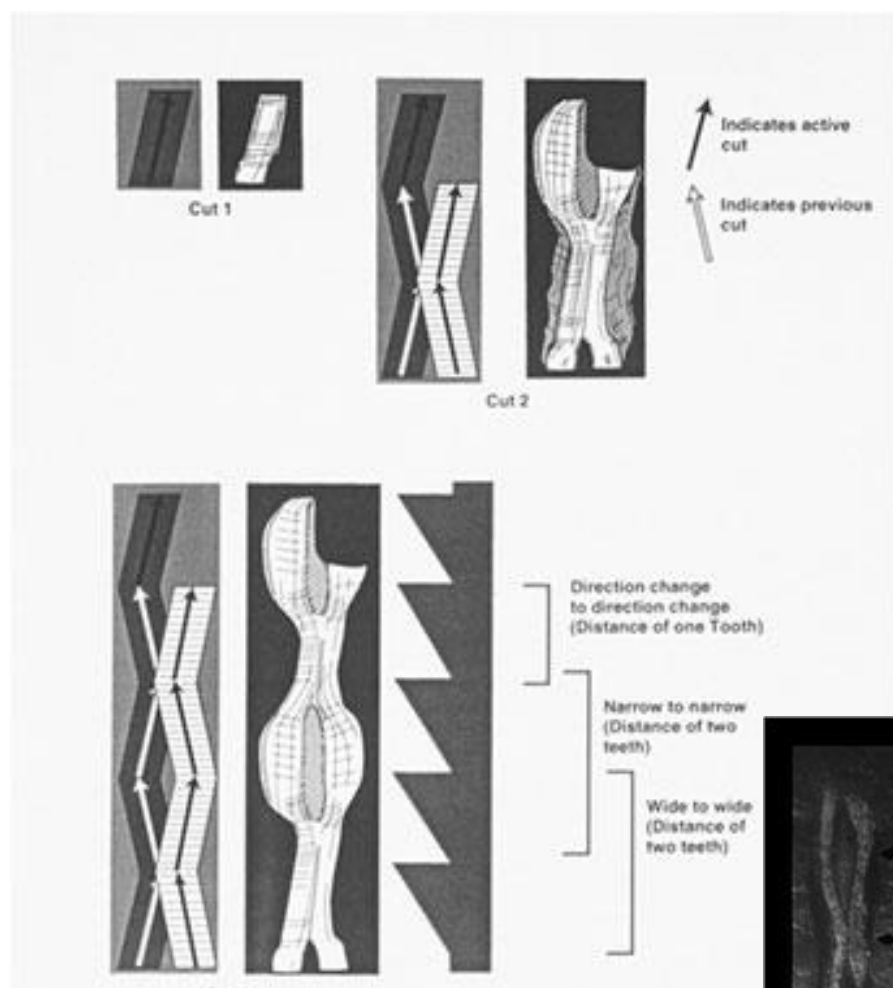 Cut 1
Indicates active
cut
Indicates previous
cut
Cut 2
Direction change
to direction change
(Distance of one Tooth)
Narrow to narrow
(Distance of two
teeth)
Wide to wide
(Distance of
two teeth)